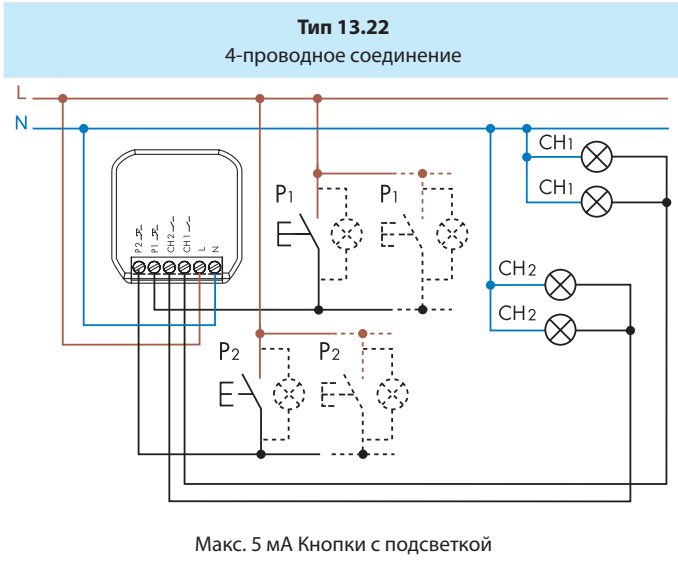 Тип 13.22
4-проводное соединение
L
N
CH1
CH1
P1
P1
P2
P1
CH2
CH1
L
N
CH2
CH2
P2
P2
Макс. 5 мА Кнопки с подсветкой